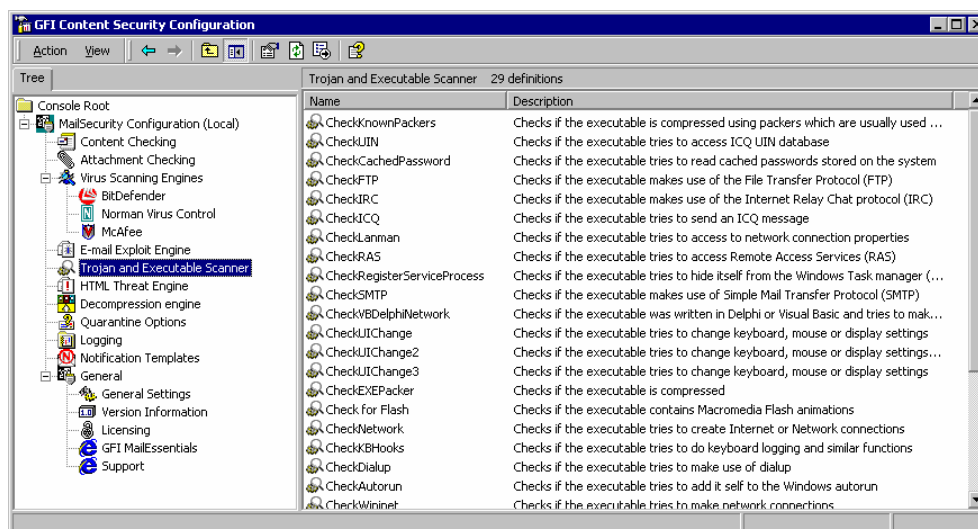 GFI Content Security Configuration
Action View
Tree
Trojan and Executable Scanner 29 definitions
Console Root
MailSecurity Configuration (Local)
Content Checking
Attachment Checking
Virus Scanning Engines
BitDefender
Norman Virus Control
McAfee
E-mail Exploit Engine
Trojan and Executable Scanner
HTML Threat Engine
Decompression engine
Quarantine Options
Logging
Notification Templates
General
General Settings
Version Information
Licensing
GFI MailEssentials
Support
Name Description
CheckKnownPackers Checks if the executable is compressed using packers which are usually used ...
CheckUIN Checks if the executable tries to access ICQ UIN database
CheckCachedPassword Checks if the executable tries to read cached passwords stored on the system
CheckFTP Checks if the executable makes use of the File Transfer Protocol (FTP)
CheckIRC Checks if the executable makes use of the Internet Relay Chat protocol (IRC)
CheckICQ Checks if the executable tries to send an ICQ message
CheckLanman Checks if the executable tries to access to network connection properties
CheckRAS Checks if the executable tries to access Remote Access Services (RAS)
CheckRegisterServiceProcess Checks if the executable tries to hide itself from the Windows Task manager (...
CheckSMTP Checks if the executable makes use of Simple Mail Transfer Protocol (SMTP)
CheckVBDelphiNetwork Checks if the executable was written in Delphi or Visual Basic and tries to mak...
CheckUIChange Checks if the executable tries to change keyboard, mouse or display settings
CheckUIChange2 Checks if the executable tries to change keyboard, mouse or display settings...
CheckUIChange3 Checks if the executable tries to change keyboard, mouse or display settings
CheckEXEPacker Checks if the executable is compressed
Check for Flash Checks if the executable contains Macromedia Flash animations
CheckNetwork Checks if the executable tries to create Internet or Network connections
CheckKBHooks Checks if the executable tries to do keyboard logging and similar functions
CheckDialup Checks if the executable tries to make use of dialup
CheckAutorun Checks if the executable tries to add it self to the Windows autorun
CheckWininet Checks if the executable tries to make network connections